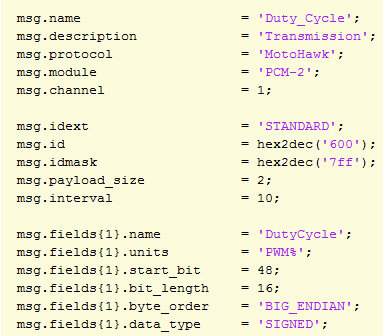 msg.name = 'Duty_Cycle';
msg.description = 'Transmission';
msg.protocol = 'MotoHawk';
msg.module = 'PCM-2';
msg.channel = 1;
msg.idext = 'STANDARD';
msg.id = hex2dec('600');
msg.idmask = hex2dec('7ff');
msg.payload_size = 2;
msg.interval = 10;
msg.fields{1}.name = 'DutyCycle';
msg.fields{1}.units = 'PWM%';
msg.fields{1}.start_bit = 48;
msg.fields{1}.bit_length = 16;
msg.fields{1}.byte_order = 'BIG_ENDIAN';
msg.fields{1}.data_type = 'SIGNED';